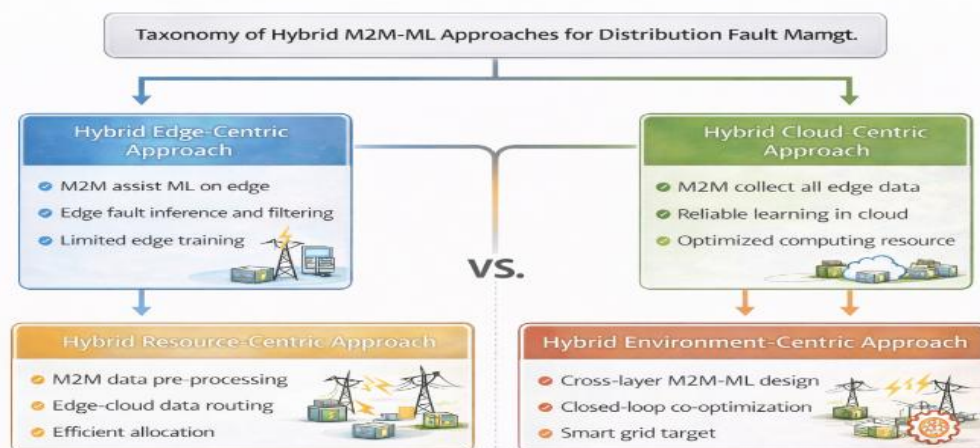 Taxonomy of Hybrid M2M-ML Approaches for Distribution Fault Mamgt.
Hybrid Edge-Centric
Approach
M2M assist ML on edge
Edge fault inference and filtering
Limited edge training
Hybrid Cloud-Centric
Approach
M2M collect all edge data
Reliable learning in cloud
Optimized computing resource
VS.
Hybrid Resource-Centric Approach
M2M data pre-processing
Edge-cloud data routing
Efficient allocation
Hybrid Environment-Centric Approach
Cross-layer M2M-ML design
Closed-loop co-optimization
Smart grid target